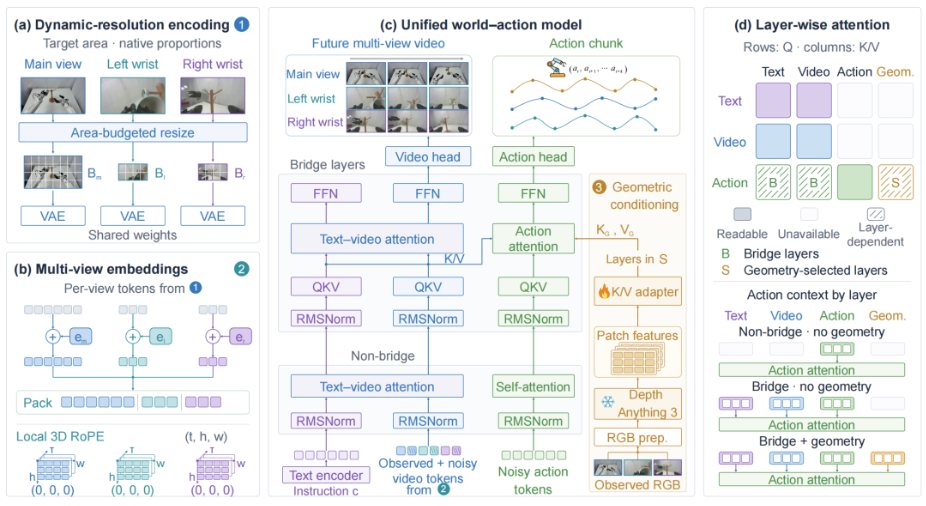 (a) Dynamic-resolution encoding 1
Target area · native proportions
Main view Left wrist Right wrist
Area-budgeted resize
Bm Bl Br
VAE VAE VAE
Shared weights
(b) Multi-view embeddings 2
Per-view tokens from 1
+ em + el + er
Pack
Local 3D RoPE (t, h, w)
T T T
w w w
h h h
(0, 0, 0) (0, 0, 0) (0, 0, 0)
(c) Unified world–action model
Future multi-view video Action chunk
Main view
Left wrist
Right wrist
Video head Action head
Bridge layers
FFN FFN FFN
Text–video attention
Action attention
K/V
QKV QKV QKV
RMSNorm RMSNorm RMSNorm
Non-bridge
Text–video attention Self-attention
RMSNorm RMSNorm RMSNorm
Text encoder
Instruction c
Observed + noisy
video tokens
from 2
Noisy action
tokens
3 Geometric
conditioning
KG , VG
Layers in S
K/V adapter
Patch features
Depth
Anything 3
RGB prep.
Observed RGB
(d) Layer-wise attention
Rows: Q · columns: K/V
Text Video Action Geom.
Text
Video
Action B B S
Readable Unavailable Layer-
dependent
B Bridge layers
S Geometry-selected layers
Action context by layer
Text Video Action Geom.
Non-bridge · no geometry
Action attention
Bridge · no geometry
Action attention
Bridge + geometry
Action attention